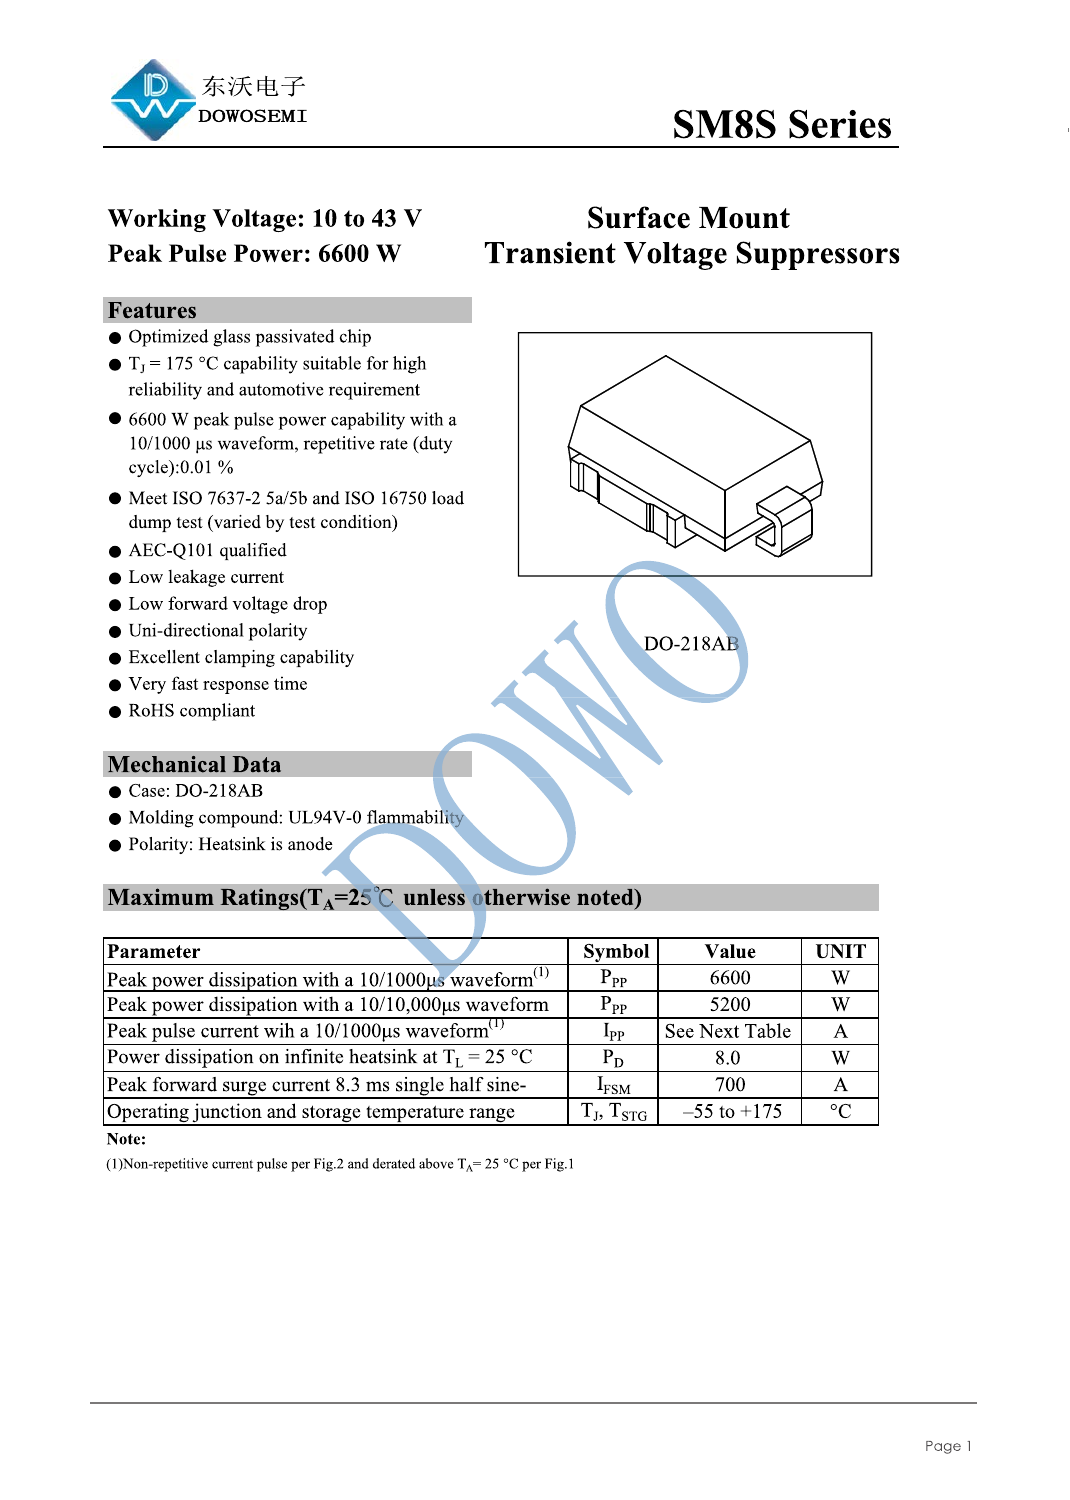 东沃电子
DOWOSEMI
SM8S Series
Working Voltage: 10 to 43 V
Peak Pulse Power: 6600 W
Surface Mount
Transient Voltage Suppressors
Features
● Optimized glass passivated chip
● TJ = 175 °C capability suitable for high
reliability and automotive requirement
● 6600 W peak pulse power capability with a
10/1000 μs waveform, repetitive rate (duty
cycle):0.01 %
● Meet ISO 7637-2 5a/5b and ISO 16750 load
dump test (varied by test condition)
● AEC-Q101 qualified
● Low leakage current
● Low forward voltage drop
● Uni-directional polarity
● Excellent clamping capability
● Very fast response time
● RoHS compliant
DO-218AB
DOWO
Mechanical Data
● Case: DO-218AB
● Molding compound: UL94V-0 flammability
● Polarity: Heatsink is anode
Maximum Ratings(TA=25℃ unless otherwise noted)
Parameter Symbol Value UNIT
Peak power dissipation with a 10/1000μs waveform(1) PPP 6600 W
Peak power dissipation with a 10/10,000μs waveform PPP 5200 W
Peak pulse current wih a 10/1000μs waveform(1) IPP See Next Table A
Power dissipation on infinite heatsink at TL = 25 °C PD 8.0 W
Peak forward surge current 8.3 ms single half sine- IFSM 700 A
Operating junction and storage temperature range TJ, TSTG –55 to +175 °C
Note:
(1)Non-repetitive current pulse per Fig.2 and derated above TA= 25 °C per Fig.1
Page 1